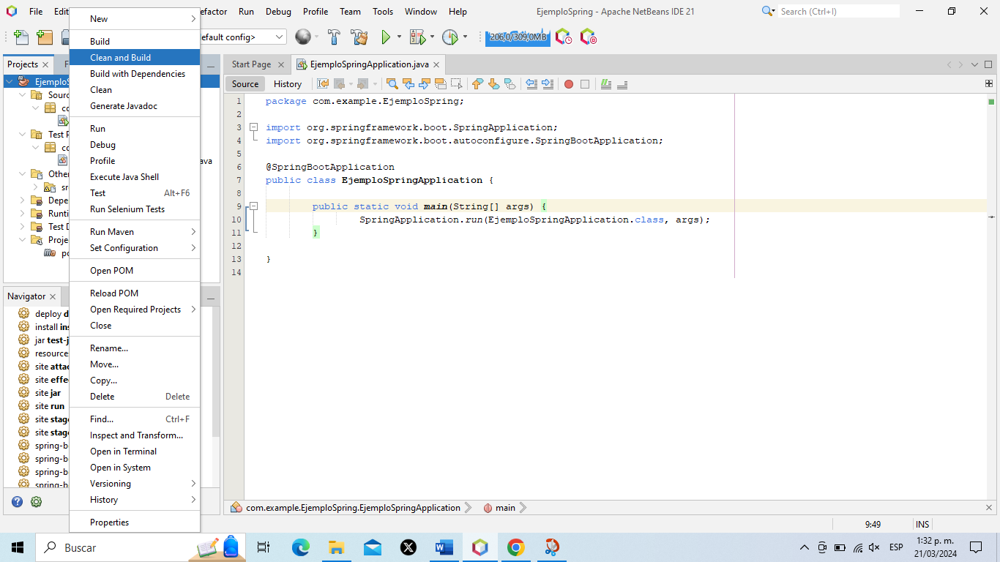 File Edit efactor Run Debug Profile Team Tools Window Help
EjemploSpring - Apache NetBeans IDE 21
Search (Ctrl+I)
efault config>
206,0/309,0MB
Projects
Start Page
EjemploSpringApplication.java
Source History
EjemploS
Sourc
co
Test P
co
ava
Other
sr
Depe
Runti
Test D
Proje
po
New
Build
Clean and Build
Build with Dependencies
Clean
Generate Javadoc
Run
Debug
Profile
Execute Java Shell
Test Alt+F6
Run Selenium Tests
Run Maven
Set Configuration
Open POM
Reload POM
Open Required Projects
Close
Rename...
Move...
Copy...
Delete Delete
Find... Ctrl+F
Inspect and Transform...
Open in Terminal
Open in System
Versioning
History
Properties
1 package com.example.EjemploSpring;
2
3 import org.springframework.boot.SpringApplication;
4 import org.springframework.boot.autoconfigure.SpringBootApplication;
5
6 @SpringBootApplication
7 public class EjemploSpringApplication {
8
9 public static void main(String[] args) {
10 SpringApplication.run(EjemploSpringApplication.class, args);
11 }
12
13 }
14
Navigator
deploy d
install ins
jar test-j
resource
site attac
site effec
site jar
site run
site stag
site stag
spring-b
spring-b
spring-b
spring-b
com.example.EjemploSpring.EjemploSpringApplication
main
9:49 INS
Buscar
ESP
1:32 p. m.
21/03/2024